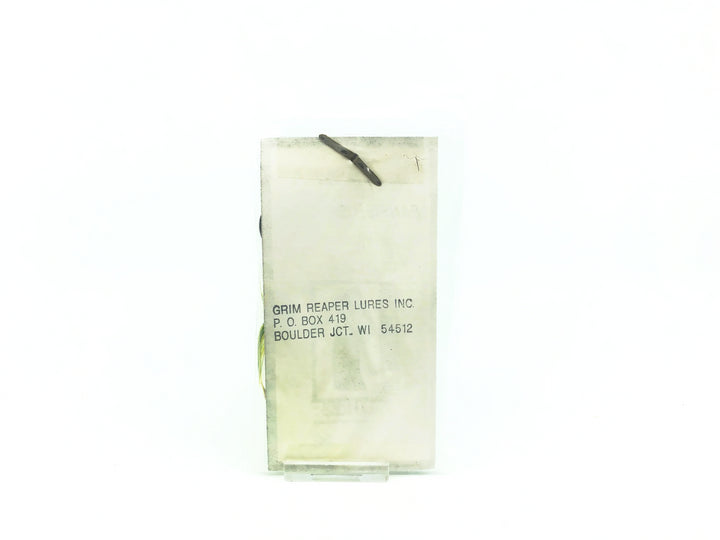 GRIM REAPER LURES INC.
P. O. BOX 419
BOULDER JCT. WI 54512